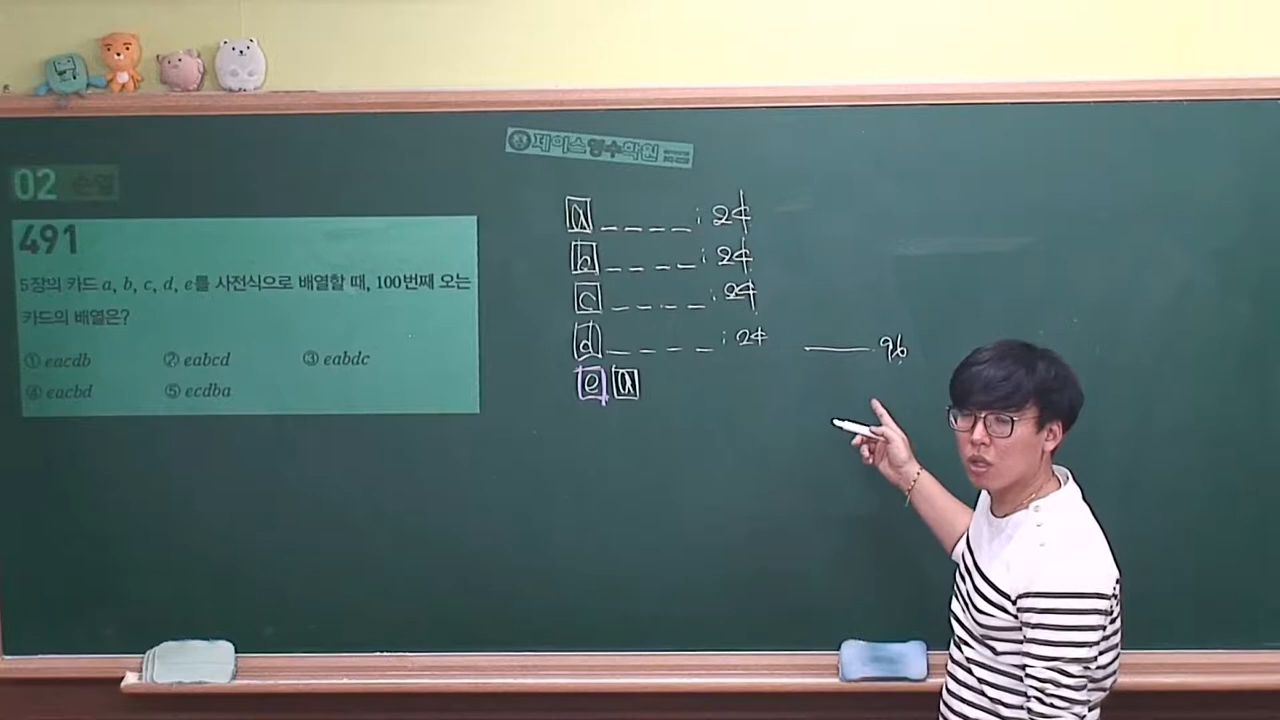 제이스영수학원
02 순열
491
5장의 카드 a, b, c, d, e를 사전식으로 배열할 때, 100번째 오는
카드의 배열은?
① eacdb ② eabcd ③ eabdc
④ eacbd ⑤ ecdba
a _ _ _ _ : 24
b _ _ _ _ : 24
c _ _ _ _ : 24
d _ _ _ _ : 24 —— 96
e a